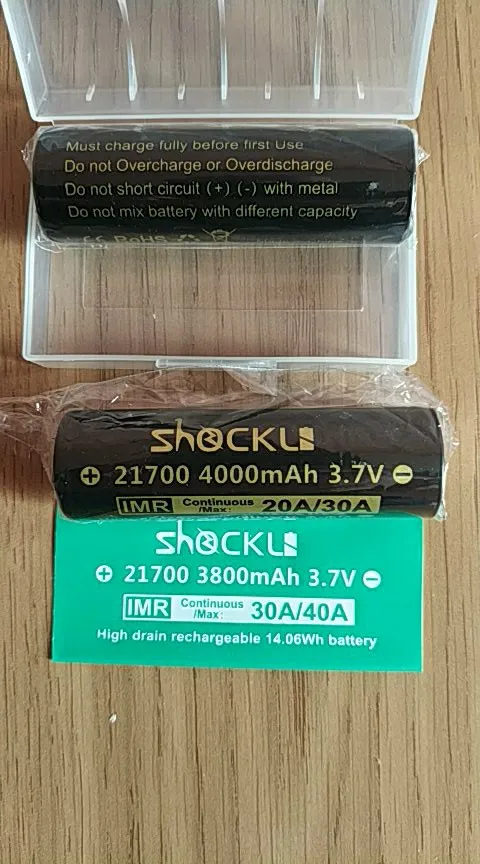 Must charge fully before first Use
Do not Overcharge or Overdischarge
Do not short circuit (+) (-) with metal
Do not mix battery with different capacity
CE RoHS
ShOCKLi
+ 21700 4000mAh 3.7V -
IMR Continuous /Max: 20A/30A
ShOCKLi
+ 21700 3800mAh 3.7V -
IMR Continuous /Max: 30A/40A
High drain rechargeable 14.06Wh battery